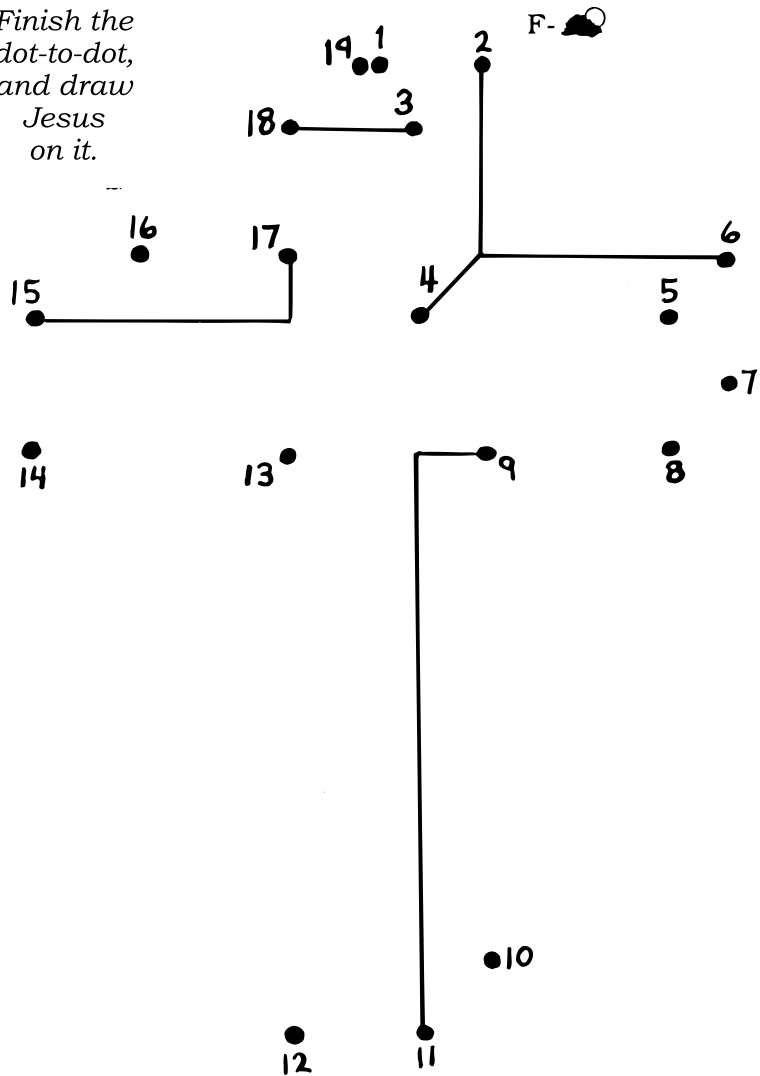 Finish the
dot-to-dot,
and draw
Jesus
on it.
F-
19 1 2
18 3
16 17 6
15 4 5
7
14 13 9 8
10
12 11